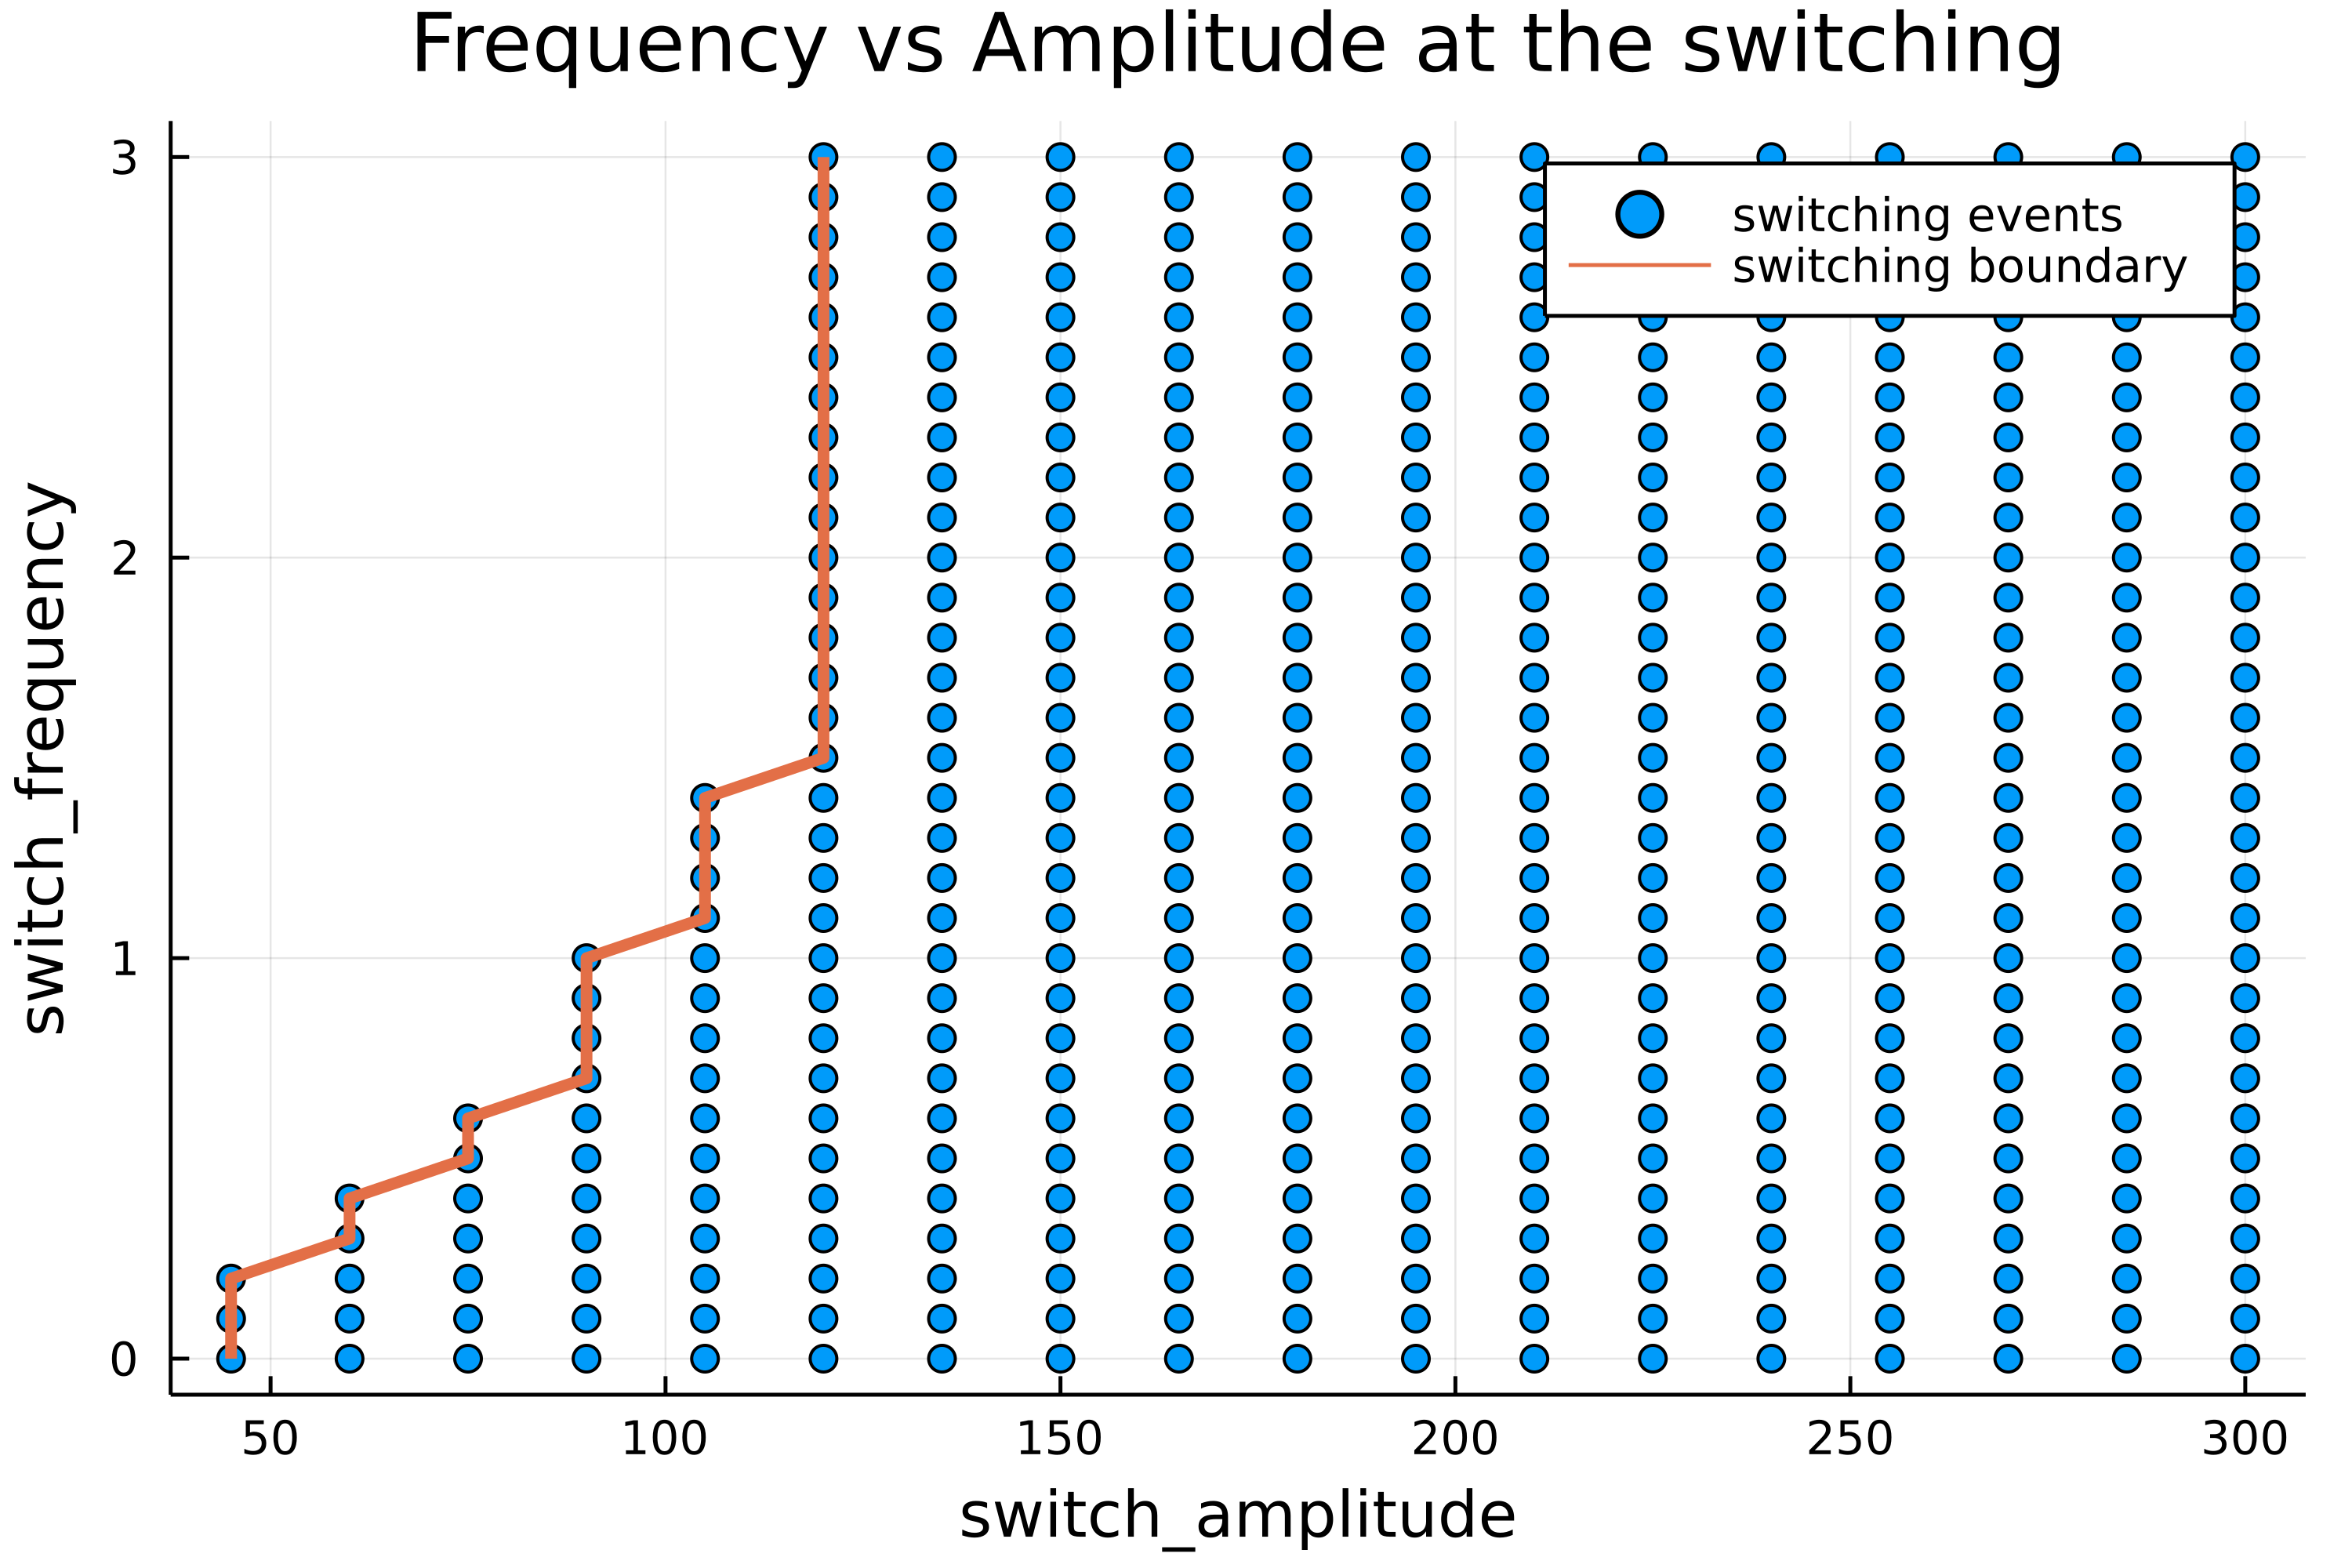 Frequency vs Amplitude at the switching
switching events
switching boundary
switch_frequency
3
2
1
0
50 100 150 200 250 300
switch_amplitude